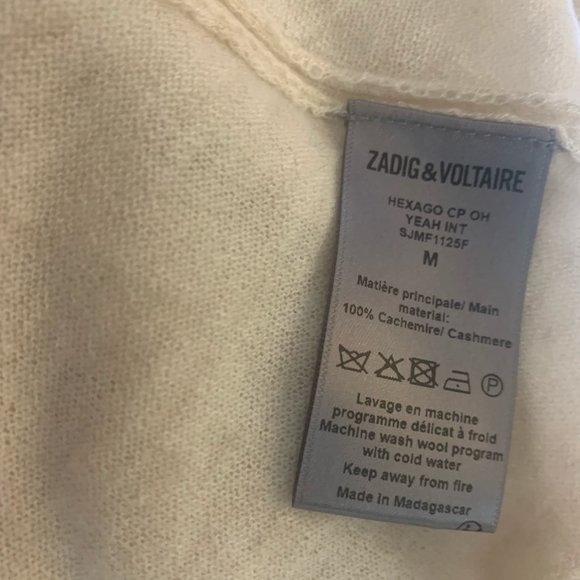 ZADIG&VOLTAIRE
HEXAGO CP OH
YEAH INT
SJMF1125F
M
Matière principale/ Main
material:
100% Cachemire/ Cashmere
P
Lavage en machine
programme délicat à froid
Machine wash wool program
with cold water
Keep away from fire
Made in Madagascar